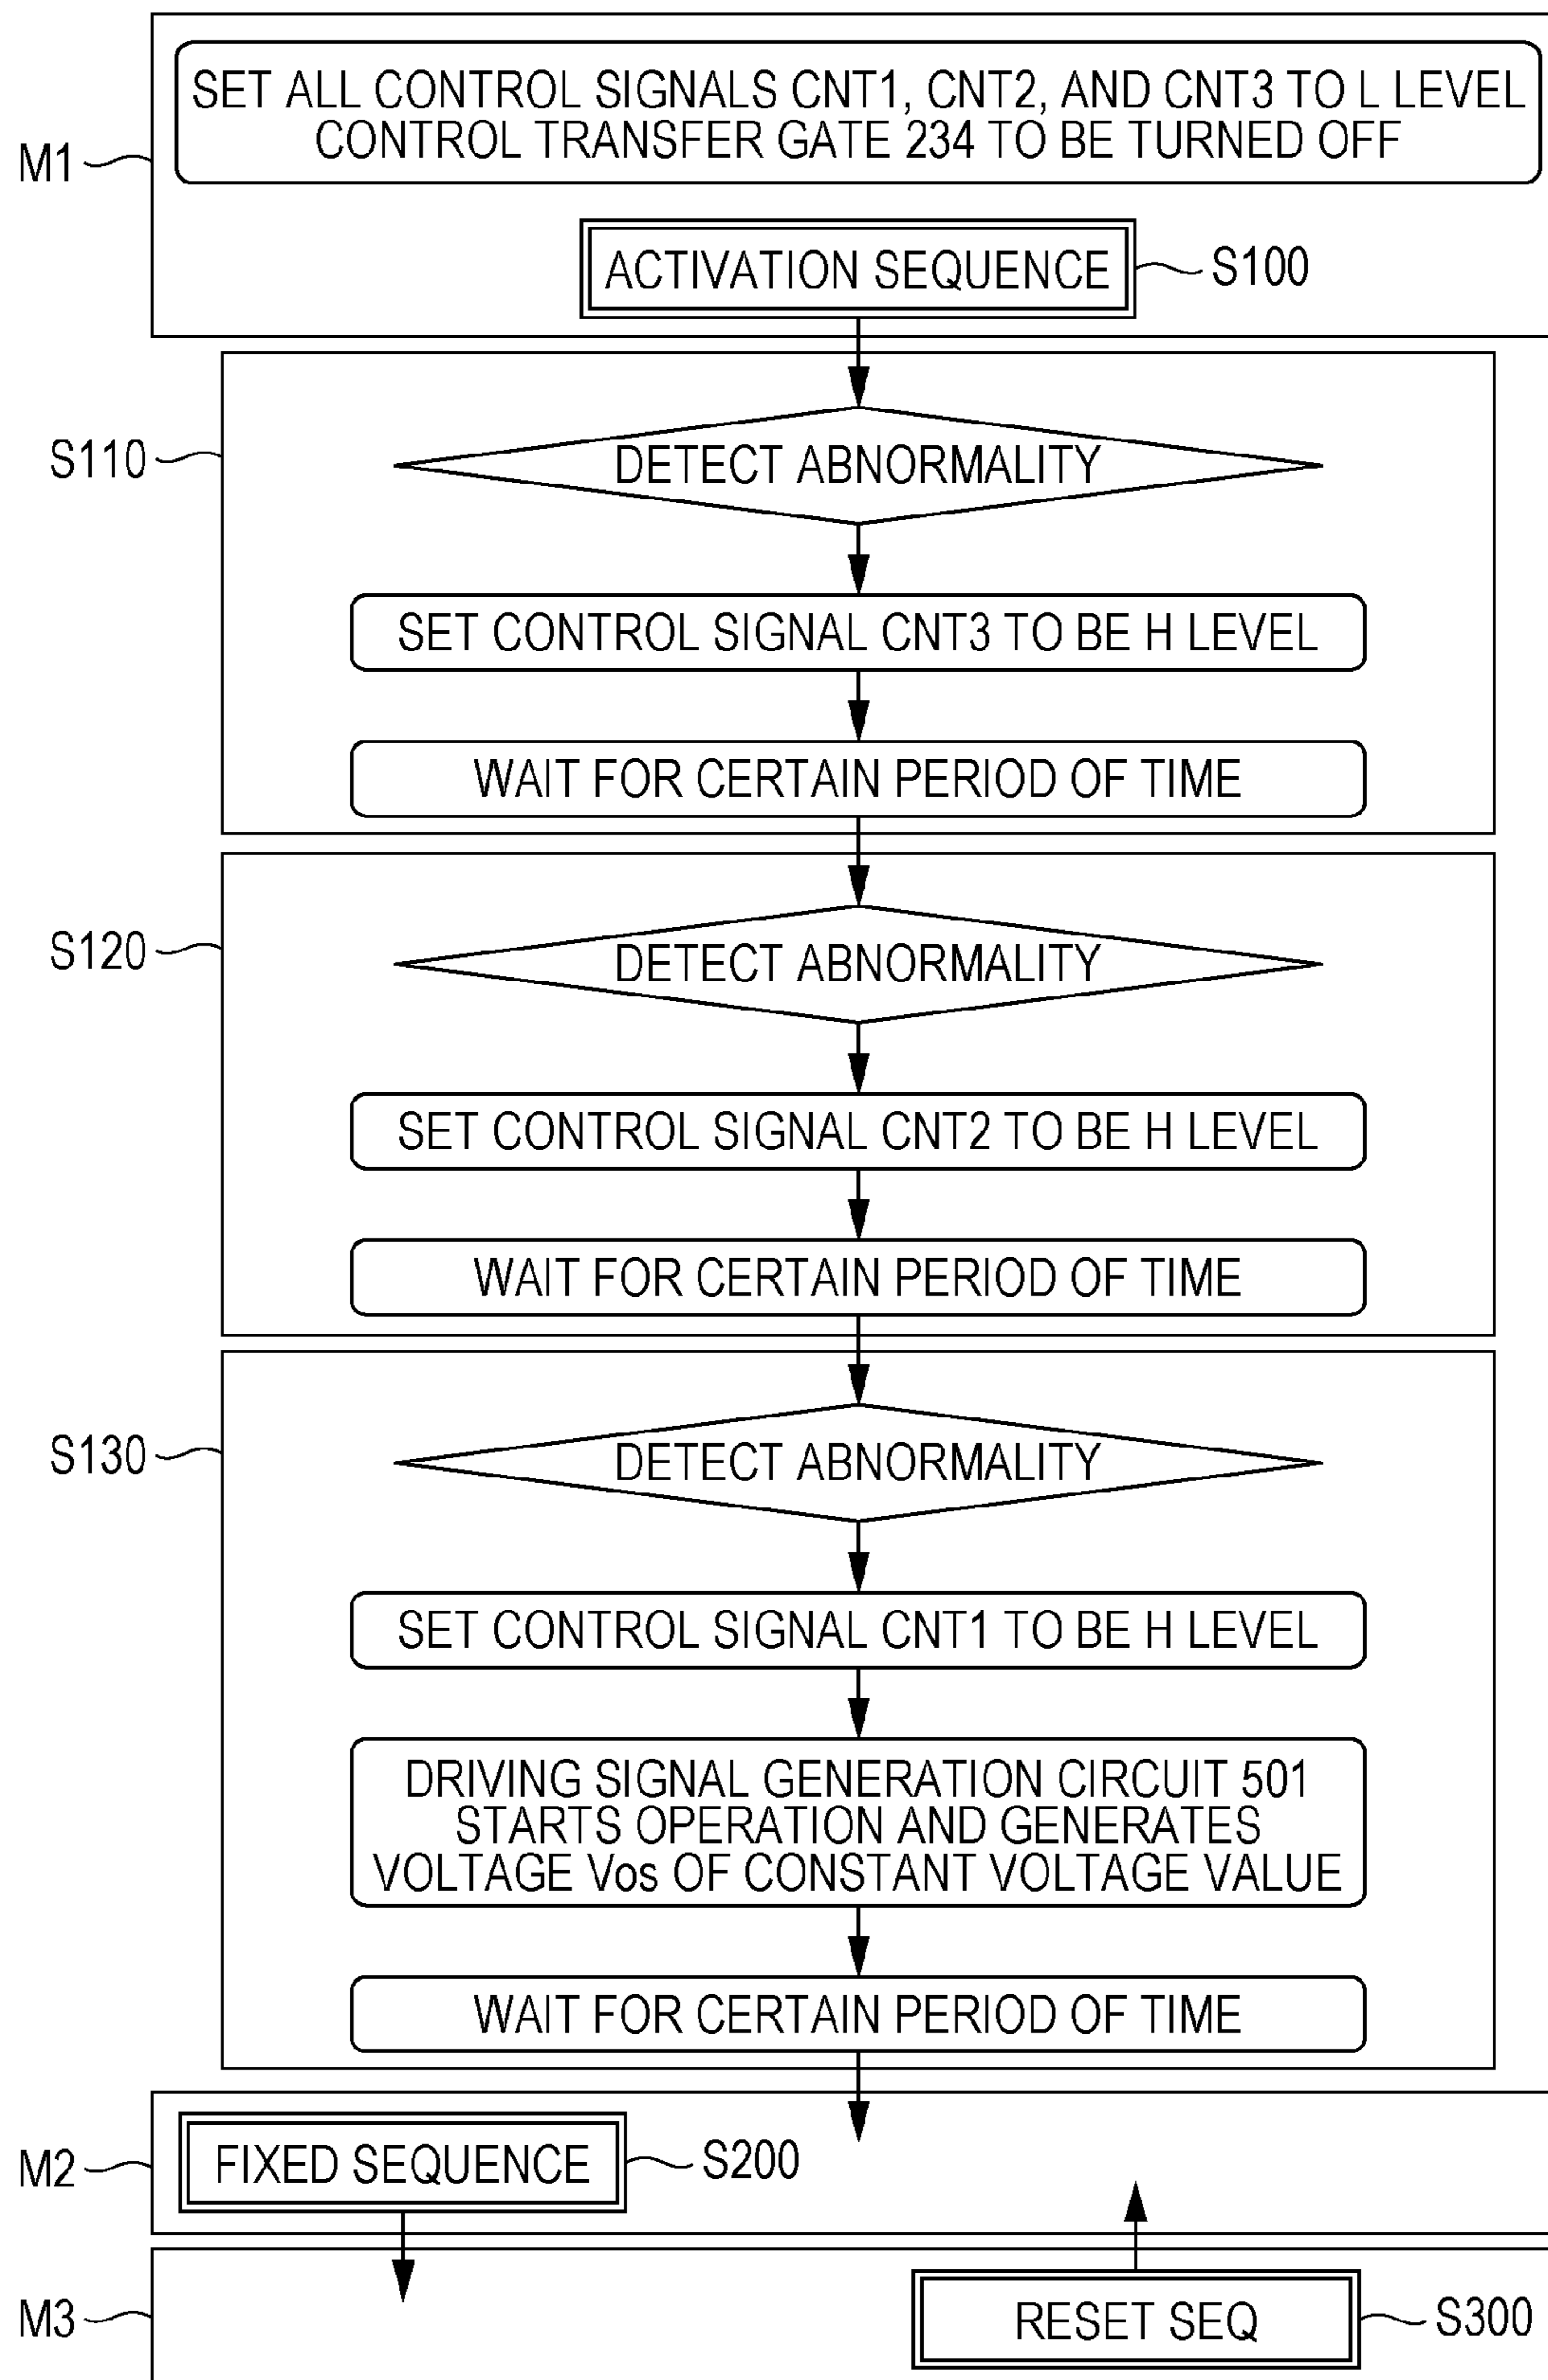 SET ALL CONTROL SIGNALS CNT1, CNT2, AND CNT3 TO L LEVEL
CONTROL TRANSFER GATE 234 TO BE TURNED OFF
M1
ACTIVATION SEQUENCE
S100
S110
DETECT ABNORMALITY
SET CONTROL SIGNAL CNT3 TO BE H LEVEL
WAIT FOR CERTAIN PERIOD OF TIME
S120
DETECT ABNORMALITY
SET CONTROL SIGNAL CNT2 TO BE H LEVEL
WAIT FOR CERTAIN PERIOD OF TIME
S130
DETECT ABNORMALITY
SET CONTROL SIGNAL CNT1 TO BE H LEVEL
DRIVING SIGNAL GENERATION CIRCUIT 501
STARTS OPERATION AND GENERATES
VOLTAGE Vos OF CONSTANT VOLTAGE VALUE
WAIT FOR CERTAIN PERIOD OF TIME
M2
FIXED SEQUENCE
S200
M3
RESET SEQ
S300